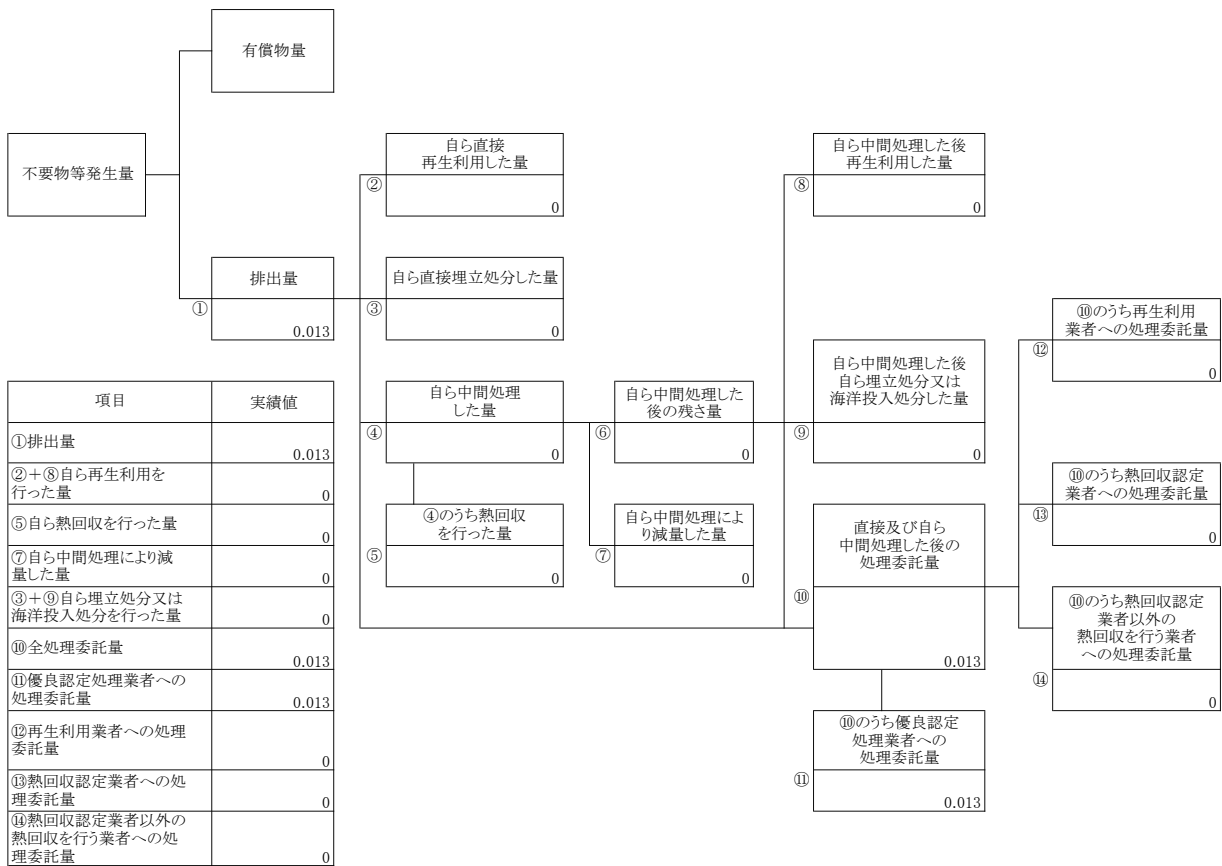 有償物量
不要物等発生量
自ら直接
再生利用した量
②
0
自ら中間処理した後
再生利用した量
⑧
0
排出量
①
0.013
自ら直接埋立処分した量
③
0
⑩のうち再生利用
業者への処理委託量
⑫
0
自ら中間処理
した量
④
0
自ら中間処理した
後の残さ量
⑥
0
自ら中間処理した後
自ら埋立処分又は
海洋投入処分した量
⑨
0
⑩のうち熱回収認定
業者への処理委託量
⑬
0
④のうち熱回収
を行った量
⑤
0
自ら中間処理によ
り減量した量
⑦
0
直接及び自ら
中間処理した後の
処理委託量
⑩
0.013
⑩のうち熱回収認定
業者以外の
熱回収を行う業者
への処理委託量
⑭
0
⑩のうち優良認定
処理業者への
処理委託量
⑪
0.013
項目 実績値
①排出量 0.013
②+⑧自ら再生利用を
行った量 0
⑤自ら熱回収を行った量 0
⑦自ら中間処理により減
量した量 0
③+⑨自ら埋立処分又は
海洋投入処分を行った量 0
⑩全処理委託量 0.013
⑪優良認定処理業者への
処理委託量 0.013
⑫再生利用業者への処理
委託量 0
⑬熱回収認定業者への処
理委託量 0
⑭熱回収認定業者以外の
熱回収を行う業者への処
理委託量 0